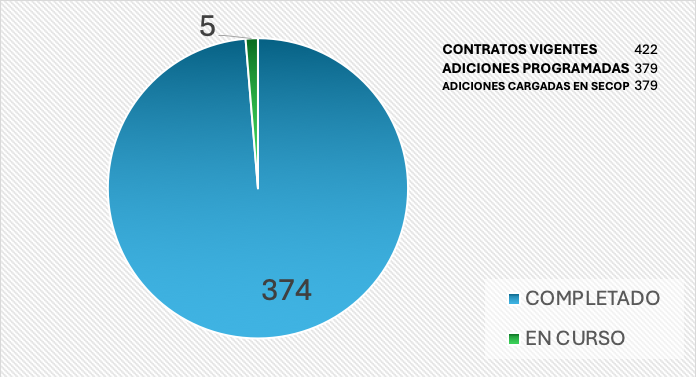 5
CONTRATOS VIGENTES 422
ADICIONES PROGRAMADAS 379
ADICIONES CARGADAS EN SECOP 379
374
COMPLETADO
EN CURSO